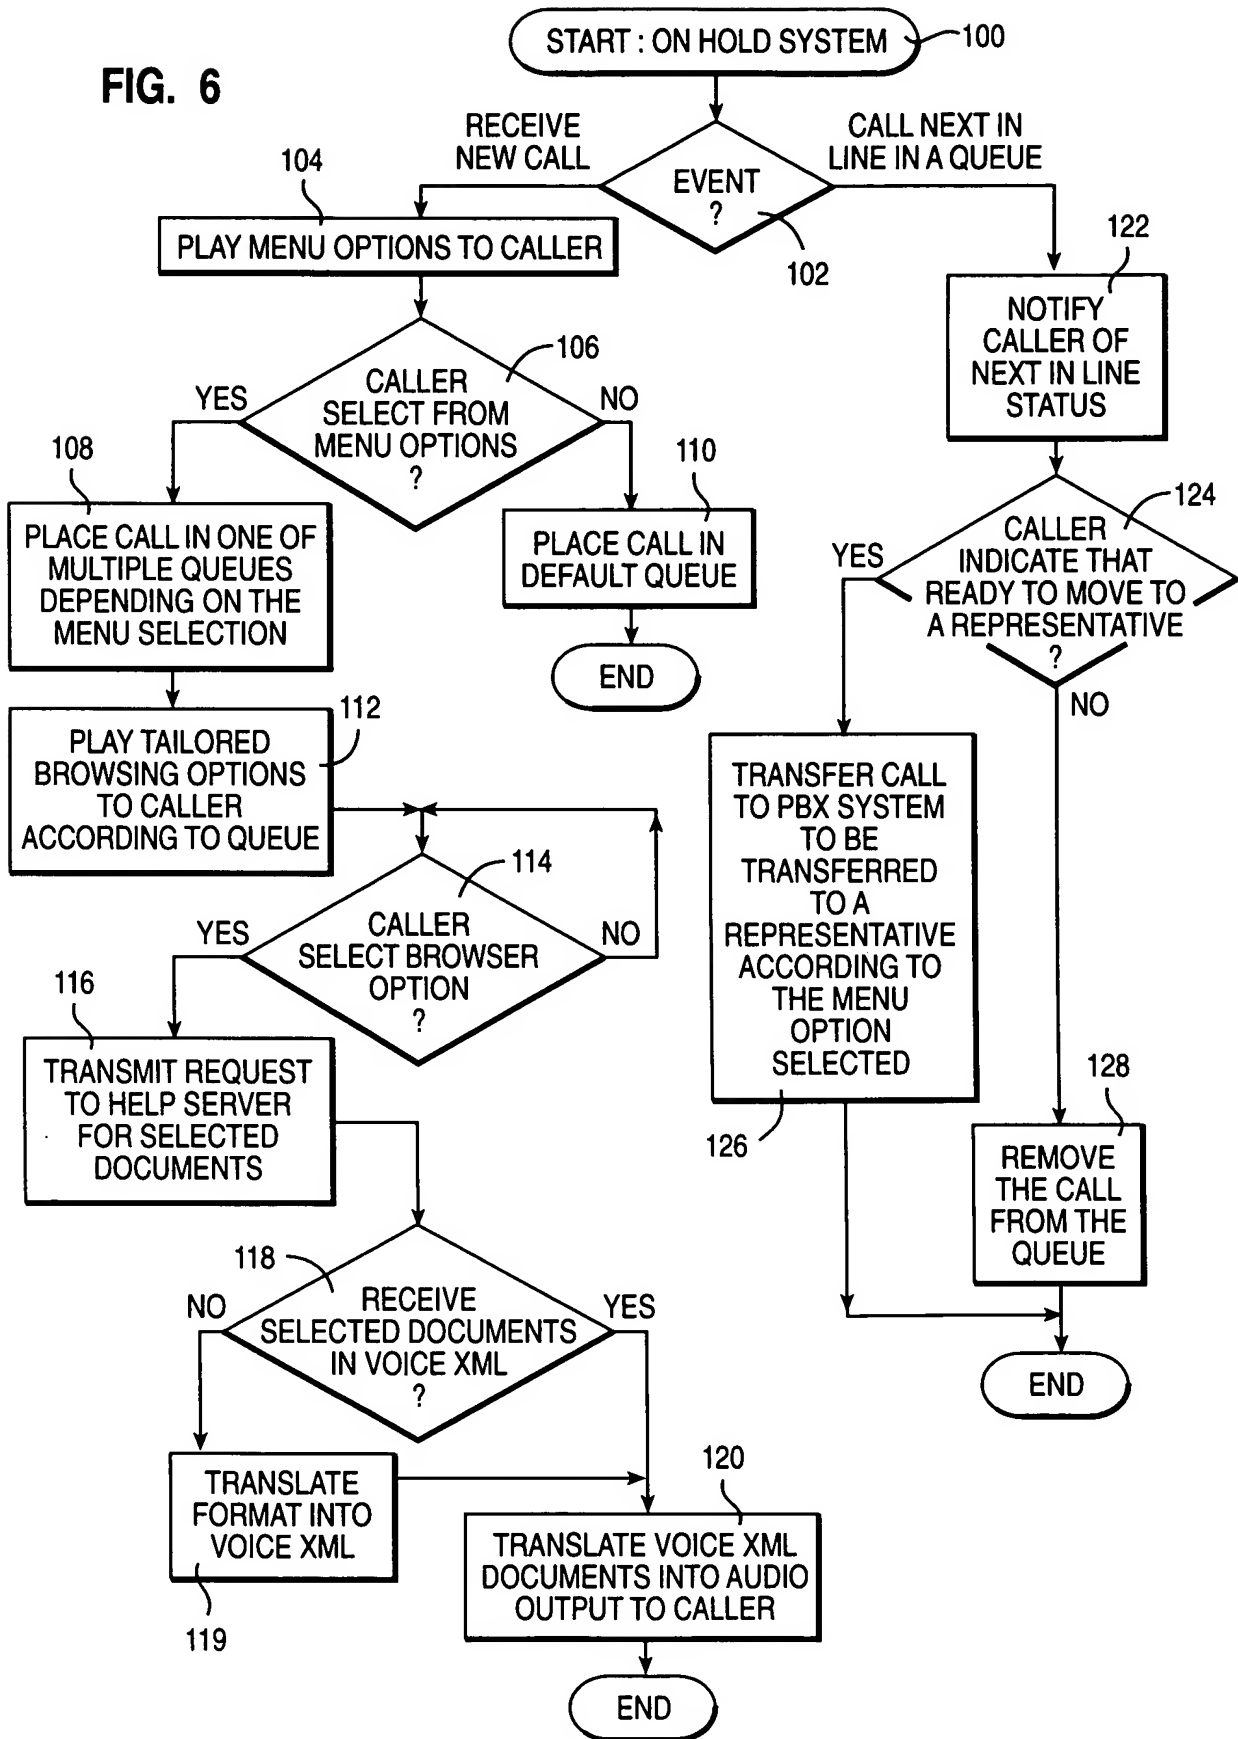 FIG. 6
START : ON HOLD SYSTEM
100
RECEIVE
NEW CALL
CALL NEXT IN
LINE IN A QUEUE
EVENT
?
102
104
PLAY MENU OPTIONS TO CALLER
122
NOTIFY
CALLER OF
NEXT IN LINE
STATUS
106
CALLER
SELECT FROM
MENU OPTIONS
?
YES
NO
108
PLACE CALL IN ONE OF
MULTIPLE QUEUES
DEPENDING ON THE
MENU SELECTION
110
PLACE CALL IN
DEFAULT QUEUE
END
124
CALLER
INDICATE THAT
READY TO MOVE TO
A REPRESENTATIVE
?
YES
NO
112
PLAY TAILORED
BROWSING OPTIONS
TO CALLER
ACCORDING TO QUEUE
114
CALLER
SELECT BROWSER
OPTION
?
YES
NO
TRANSFER CALL
TO PBX SYSTEM
TO BE
TRANSFERRED
TO A
REPRESENTATIVE
ACCORDING TO
THE MENU
OPTION
SELECTED
126
116
TRANSMIT REQUEST
TO HELP SERVER
FOR SELECTED
DOCUMENTS
128
REMOVE
THE CALL
FROM THE
QUEUE
END
118
RECEIVE
SELECTED DOCUMENTS
IN VOICE XML
?
NO
YES
TRANSLATE
FORMAT INTO
VOICE XML
119
120
TRANSLATE VOICE XML
DOCUMENTS INTO AUDIO
OUTPUT TO CALLER
END